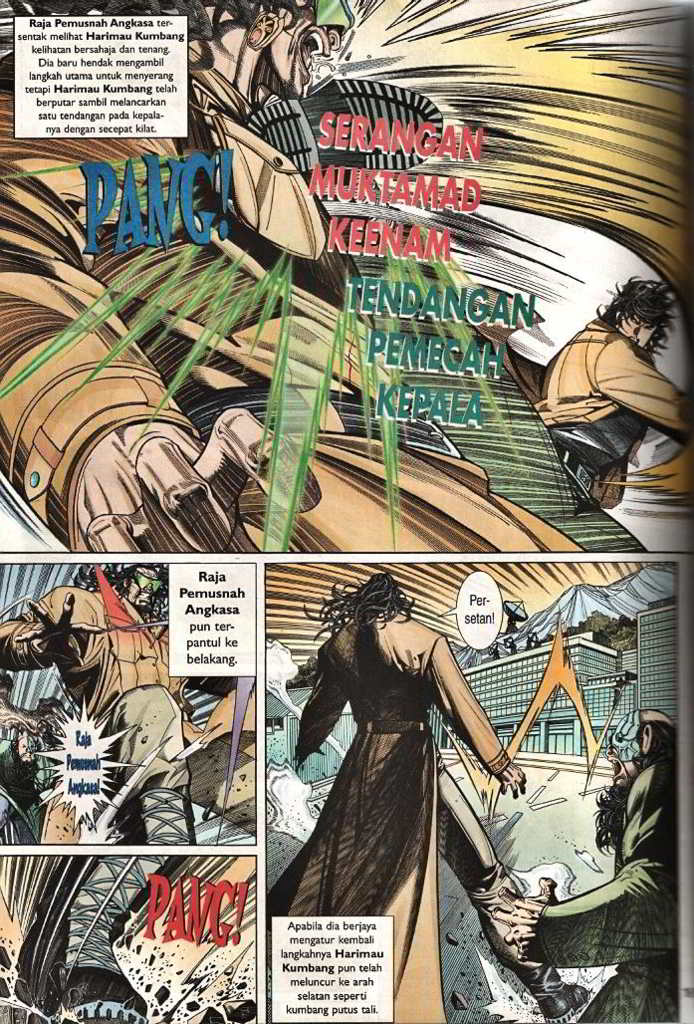 Raja Pemusnah Angkasa ter-
sentak melihat Harimau Kumbang
kelihatan bersahaja dan tenang.
Dia baru hendak mengambil
langkah utama untuk menyerang
tetapi Harimau Kumbang telah
berputar sambil melancarkan
satu tendangan pada kepala-
nya dengan secepat kilat.
PANG!
SERANGAN
MUKTAMAD
KEENAM
TENDANGAN
PEMECAH
KEPALA
Raja
Pemusnah
Angkasa
pun ter-
pantul ke
belakang.
Raja
Pemusnah
Angkasa!
PANG!
Per-
setan!
Apabila dia berjaya
mengatur kembali
langkahnya Harimau
Kumbang pun telah
meluncur ke arah
selatan seperti
kumbang putus tali.